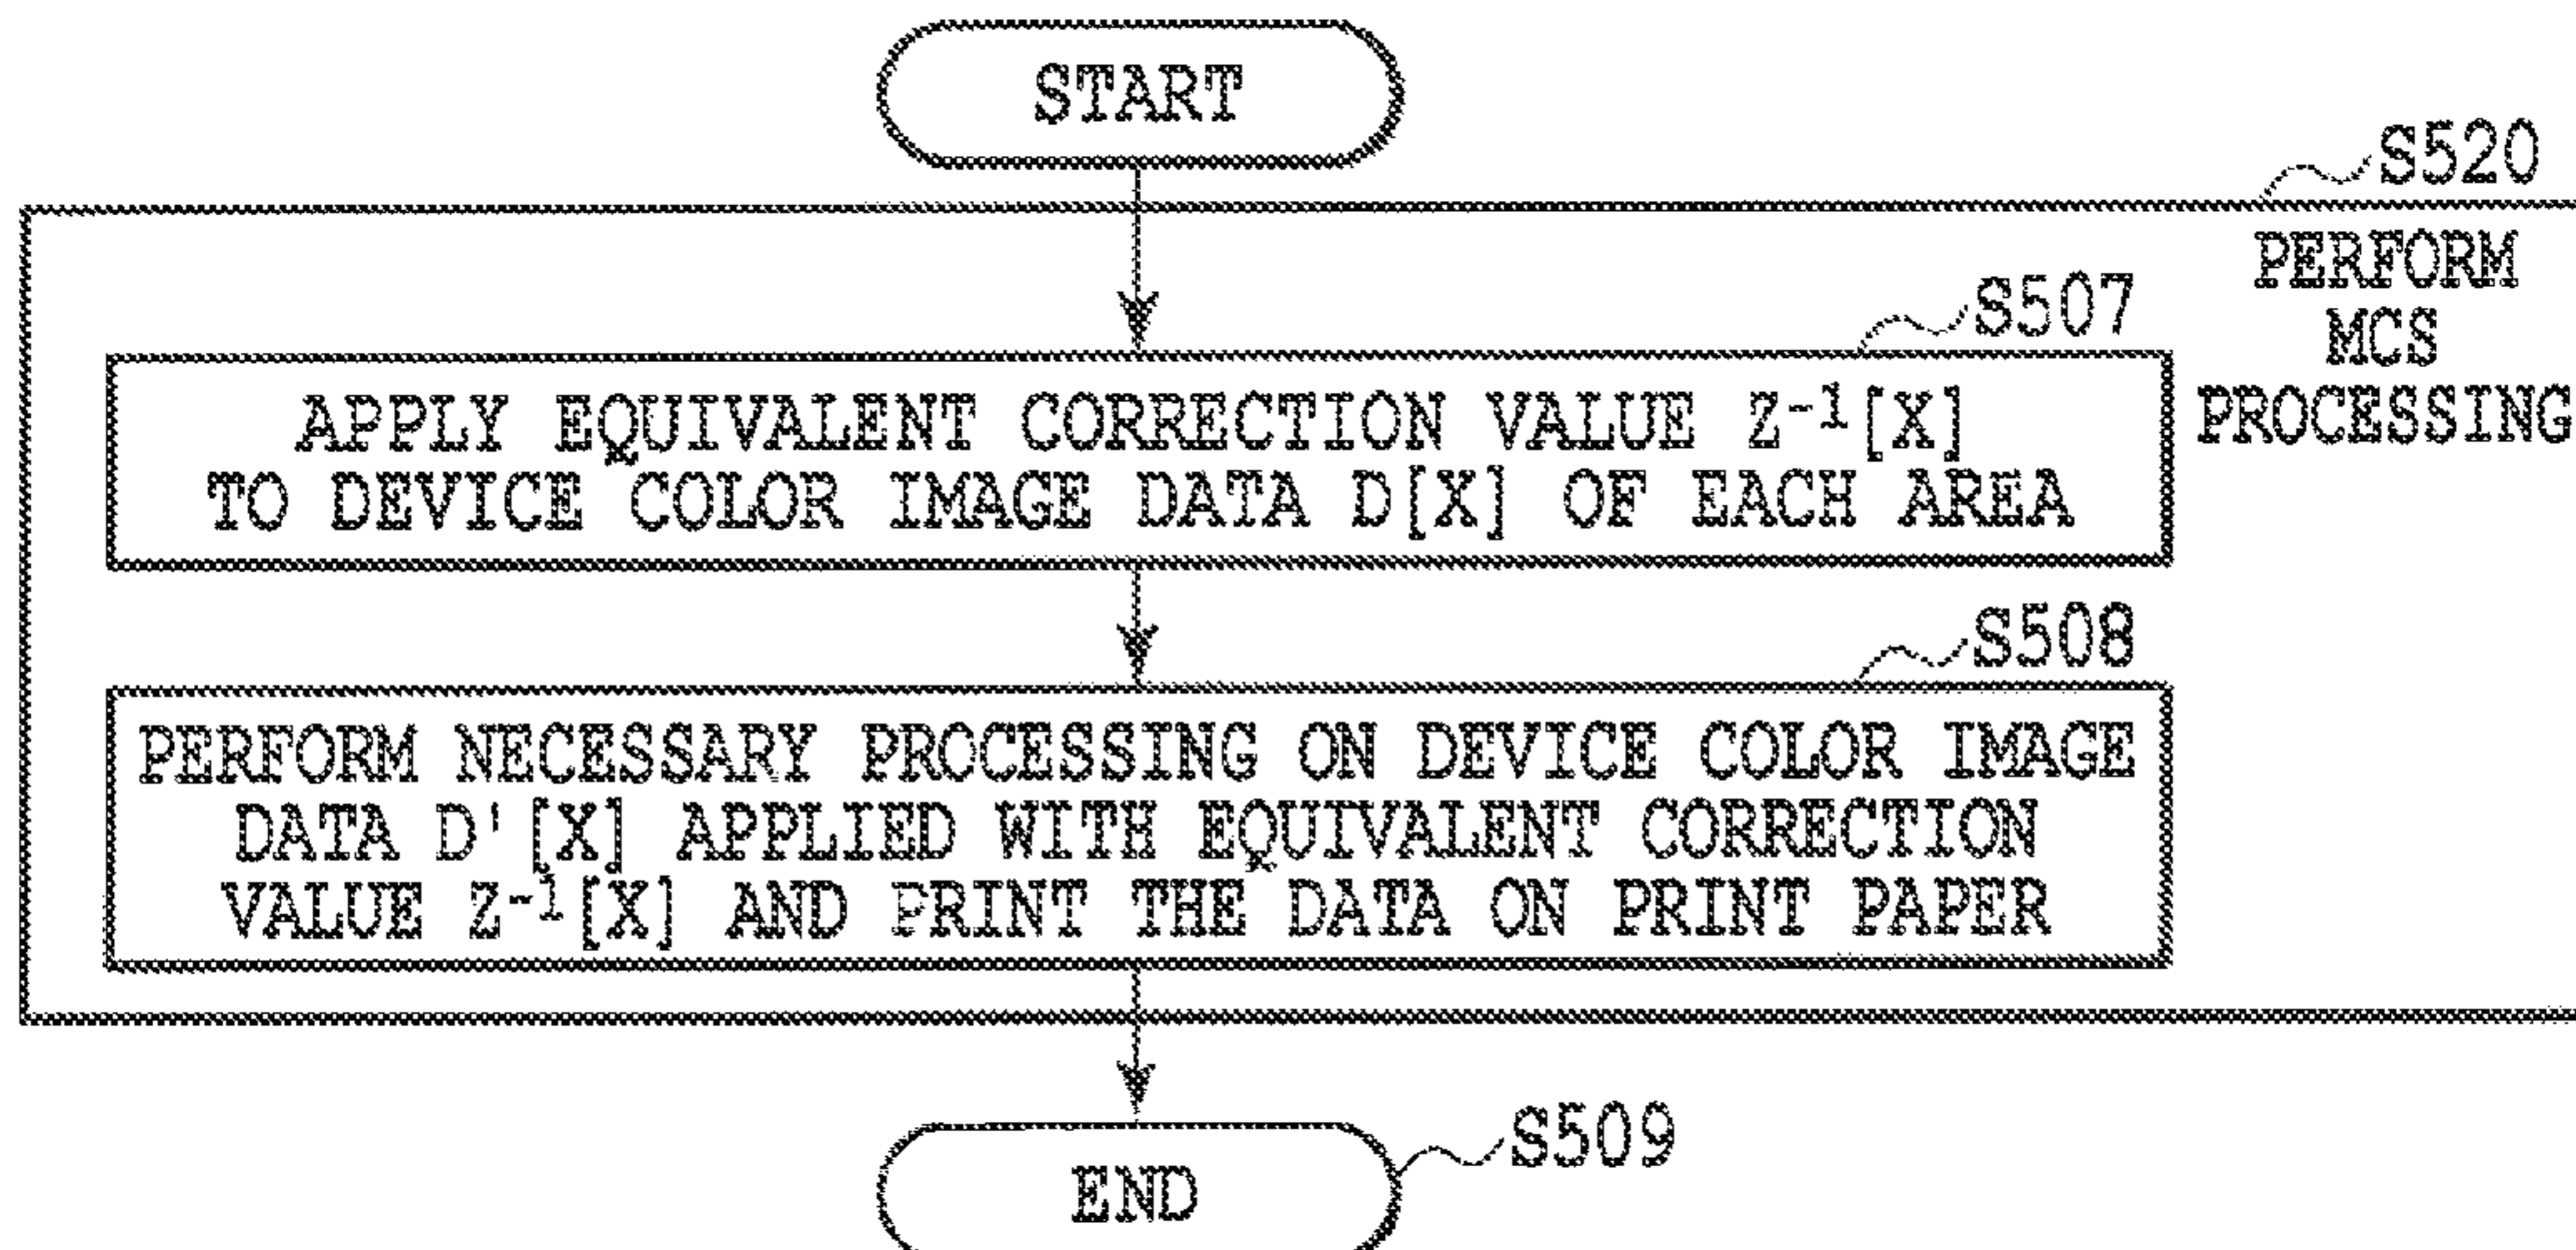 START
S520
PERFORM
MCS
PROCESSING
S507
APPLY EQUIVALENT CORRECTION VALUE Z⁻¹[X]
TO DEVICE COLOR IMAGE DATA D[X] OF EACH AREA
S508
PERFORM NECESSARY PROCESSING ON DEVICE COLOR IMAGE
DATA D'[X] APPLIED WITH EQUIVALENT CORRECTION
VALUE Z⁻¹[X] AND PRINT THE DATA ON PRINT PAPER
END
S509